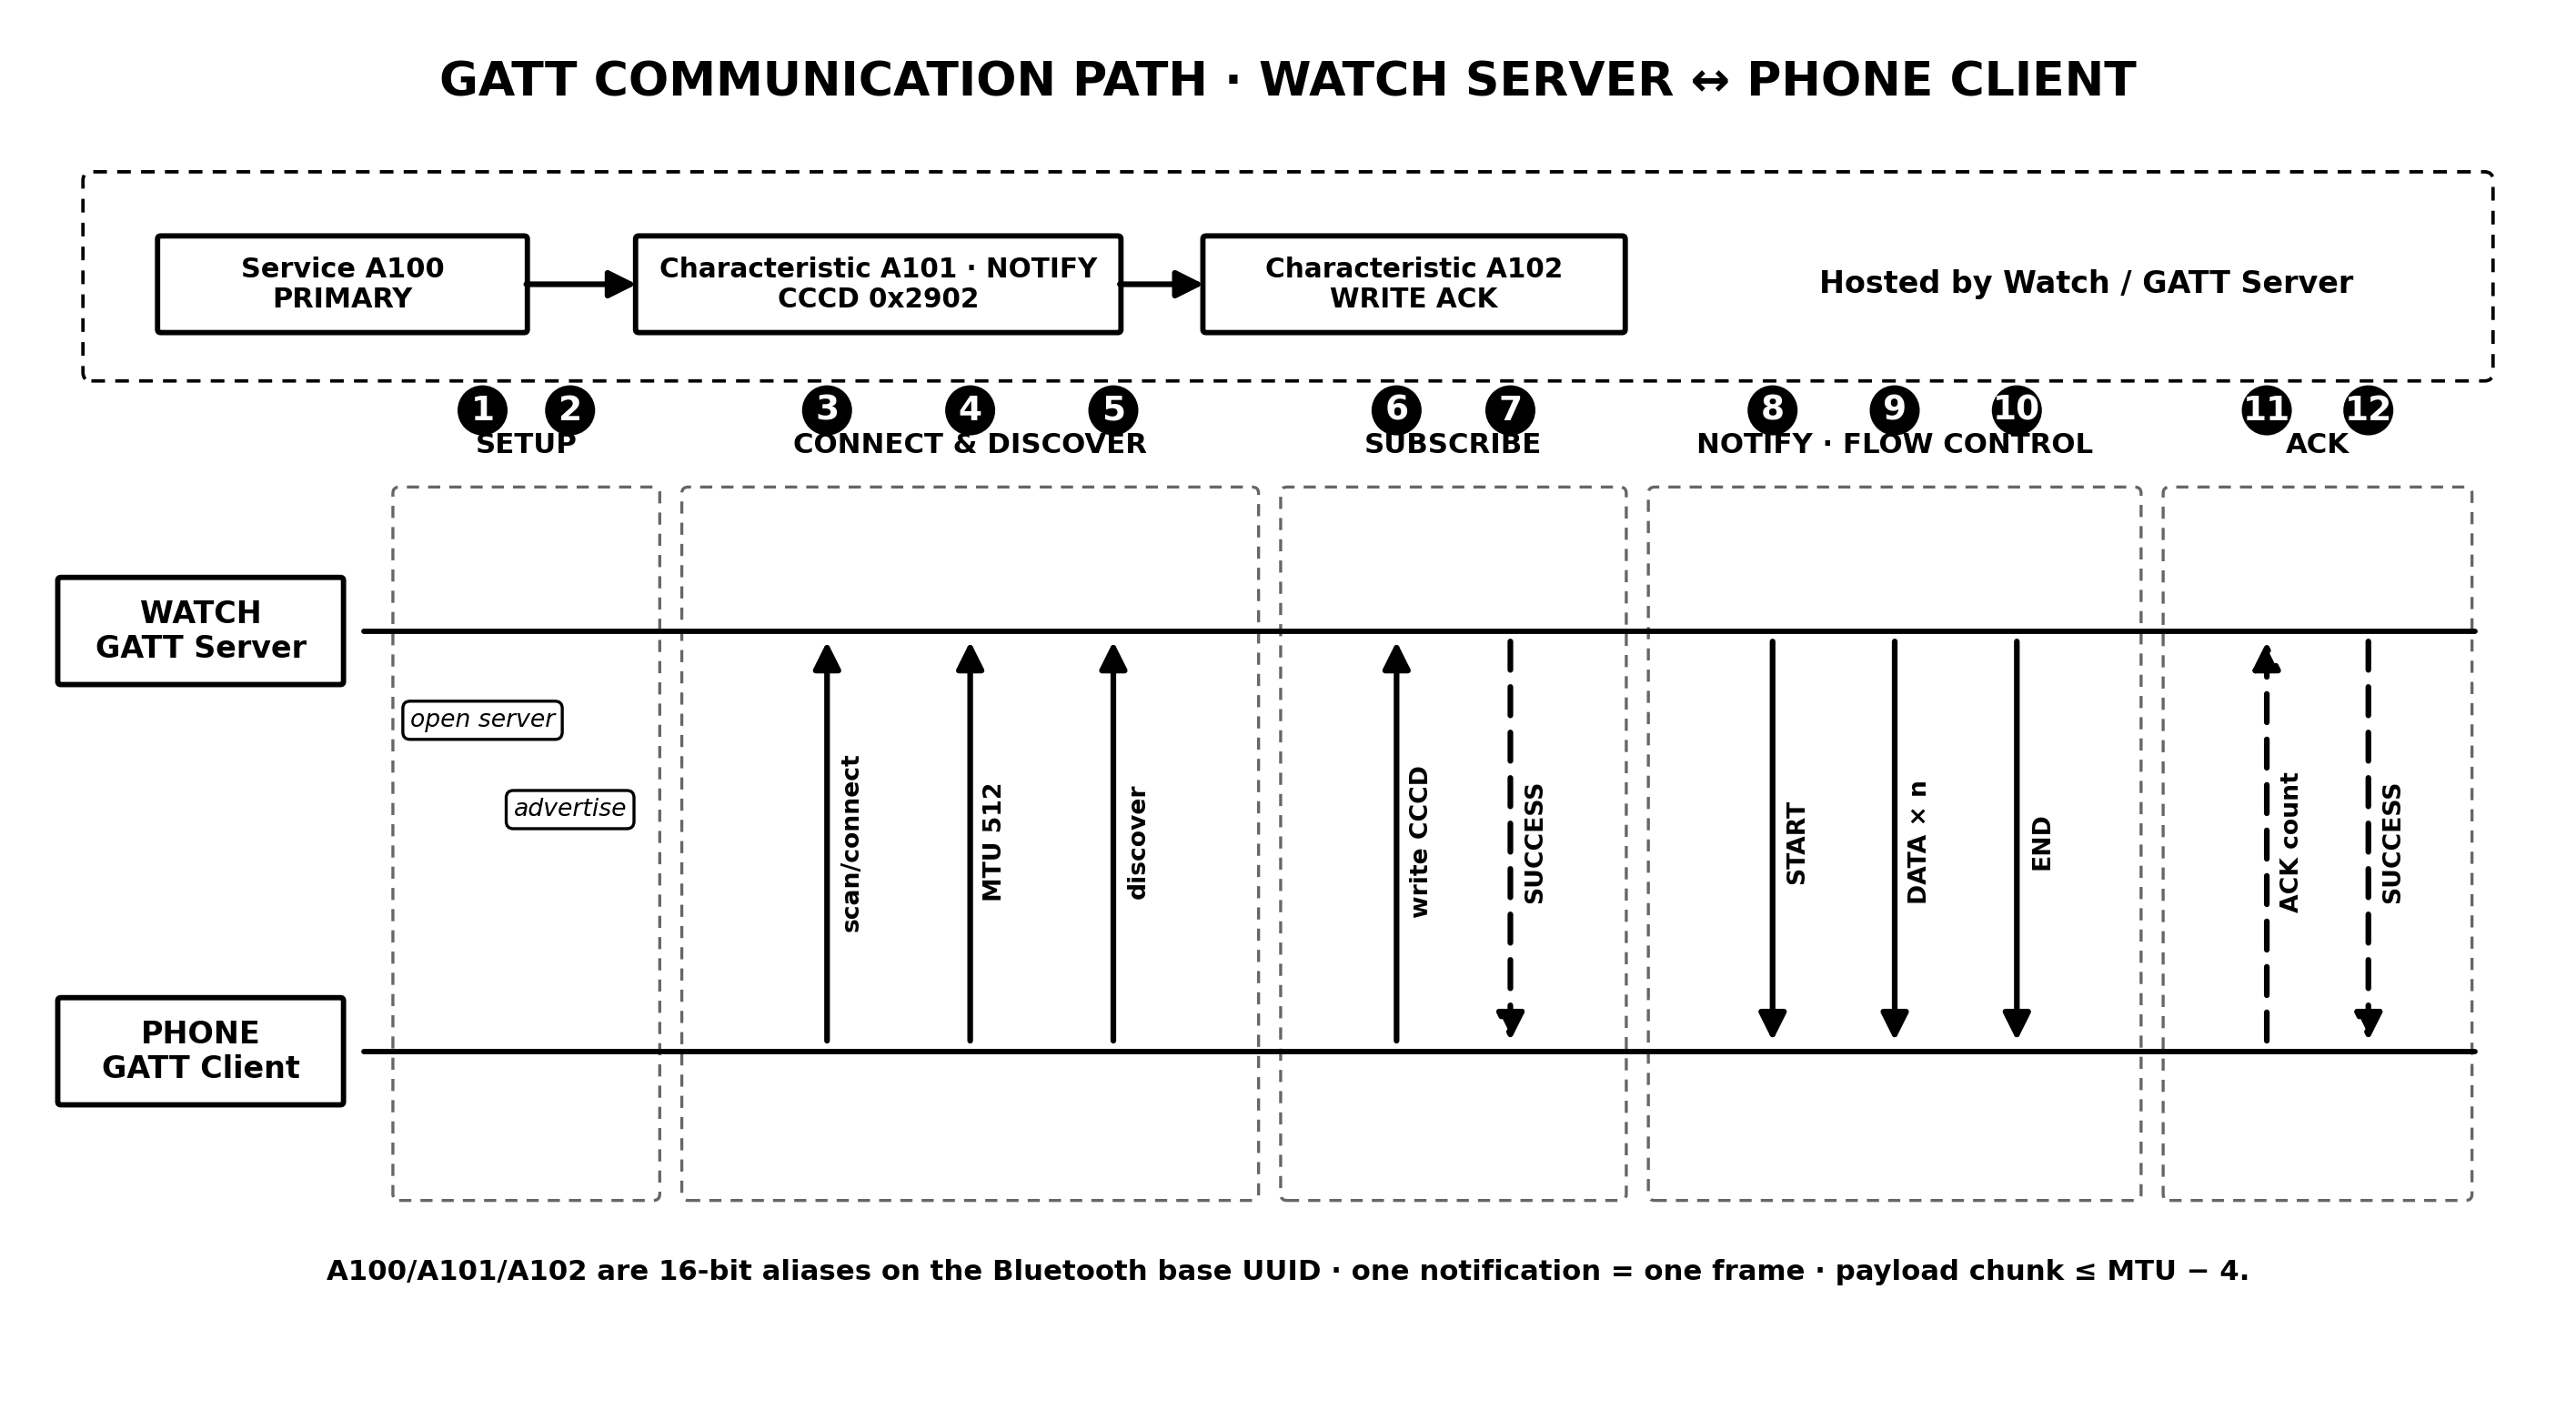 GATT COMMUNICATION PATH · WATCH SERVER ↔ PHONE CLIENT
Service A100
PRIMARY
Characteristic A101 · NOTIFY
CCCD 0x2902
Characteristic A102
WRITE ACK
Hosted by Watch / GATT Server
1 2 3 4 5 6 7 8 9 10 11 12
SETUP
CONNECT & DISCOVER
SUBSCRIBE
NOTIFY · FLOW CONTROL
ACK
WATCH
GATT Server
open server
advertise
scan/connect
MTU 512
discover
write CCCD
SUCCESS
START
DATA × n
END
ACK count
SUCCESS
PHONE
GATT Client
A100/A101/A102 are 16-bit aliases on the Bluetooth base UUID · one notification = one frame · payload chunk ≤ MTU − 4.